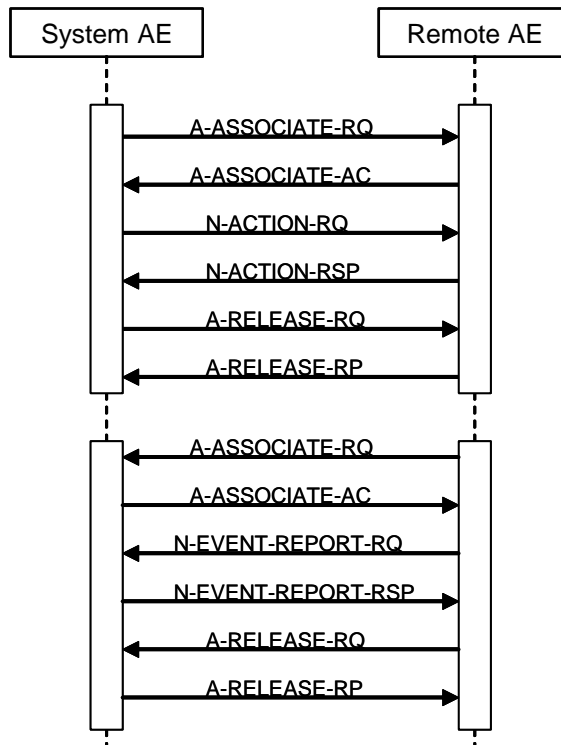 System AE
Remote AE
A-ASSOCIATE-RQ
A-ASSOCIATE-AC
N-ACTION-RQ
N-ACTION-RSP
A-RELEASE-RQ
A-RELEASE-RP
A-ASSOCIATE-RQ
A-ASSOCIATE-AC
N-EVENT-REPORT-RQ
N-EVENT-REPORT-RSP
A-RELEASE-RQ
A-RELEASE-RP